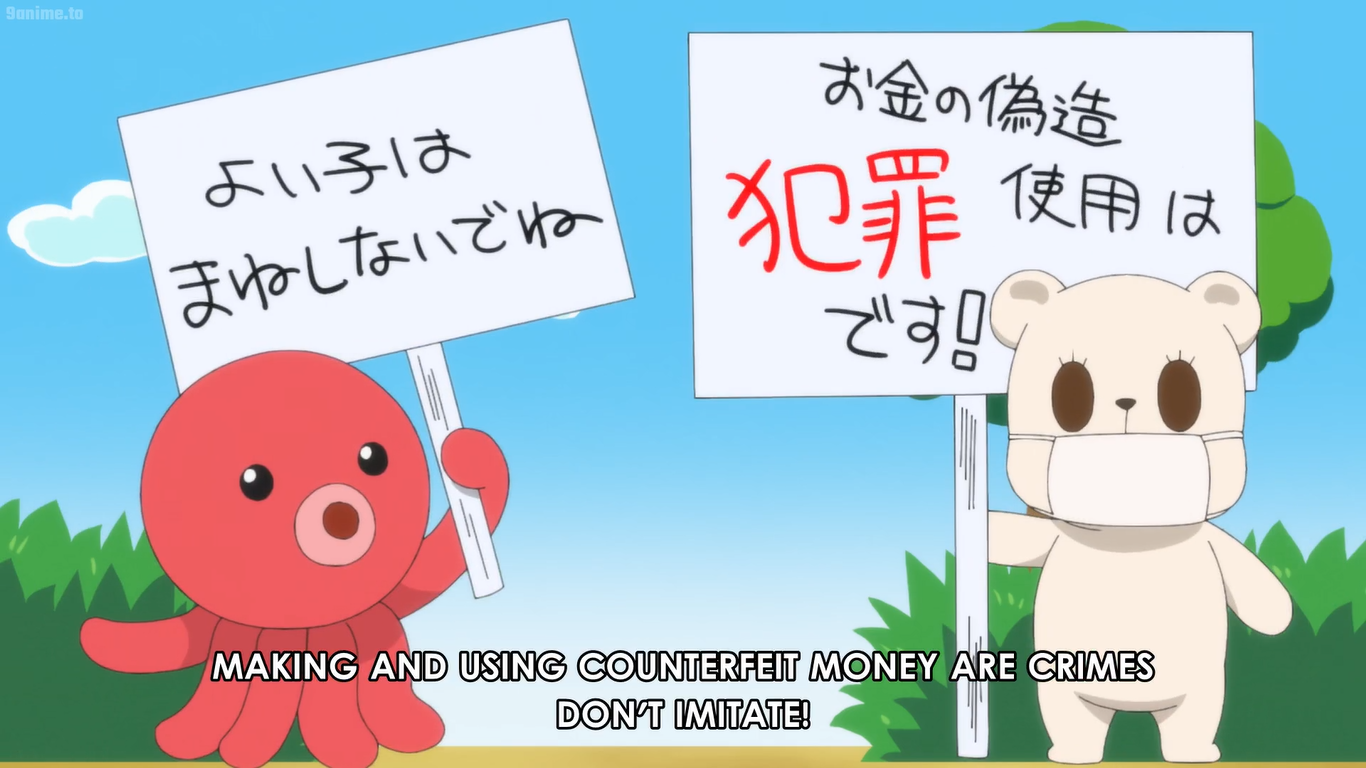 9anime.to
よい子は
まねしないでね
お金の偽造
使用は
犯罪
です!
MAKING AND USING COUNTERFEIT MONEY ARE CRIMES
DON'T IMITATE!